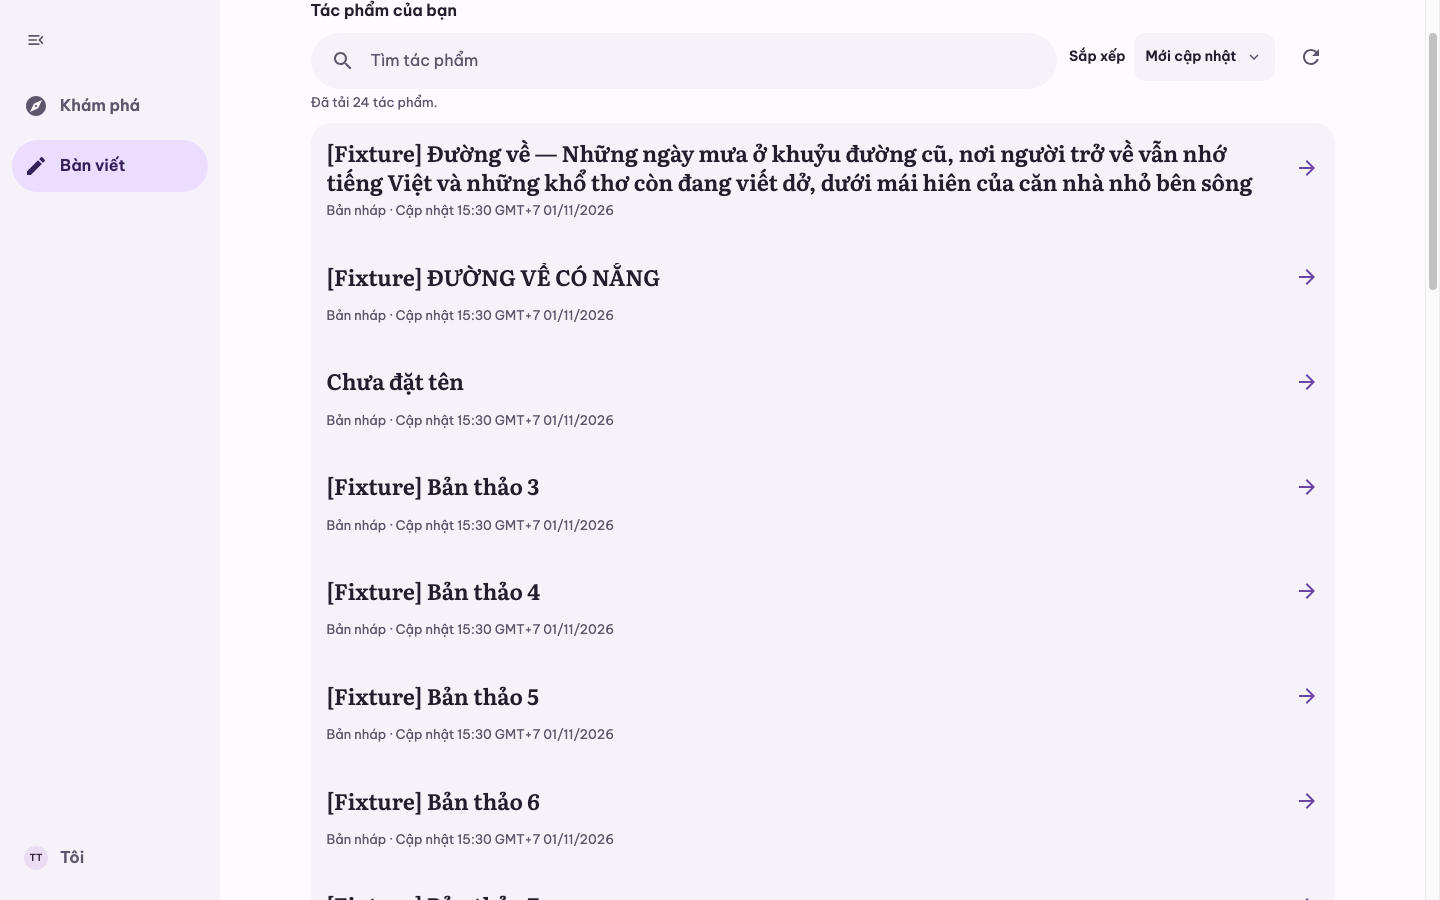 Tác phẩm của bạn
Tìm tác phẩm
Sắp xếp
Mới cập nhật
Đã tải 24 tác phẩm.
Khám phá
Bàn viết
[Fixture] Đường về — Những ngày mưa ở khuỷu đường cũ, nơi người trở về vẫn nhớ
tiếng Việt và những khổ thơ còn đang viết dở, dưới mái hiên của căn nhà nhỏ bên sông
Bản nháp · Cập nhật 15:30 GMT+7 01/11/2026
[Fixture] ĐƯỜNG VỀ CÓ NẮNG
Bản nháp · Cập nhật 15:30 GMT+7 01/11/2026
Chưa đặt tên
Bản nháp · Cập nhật 15:30 GMT+7 01/11/2026
[Fixture] Bản thảo 3
Bản nháp · Cập nhật 15:30 GMT+7 01/11/2026
[Fixture] Bản thảo 4
Bản nháp · Cập nhật 15:30 GMT+7 01/11/2026
[Fixture] Bản thảo 5
Bản nháp · Cập nhật 15:30 GMT+7 01/11/2026
[Fixture] Bản thảo 6
Bản nháp · Cập nhật 15:30 GMT+7 01/11/2026
TT
Tôi